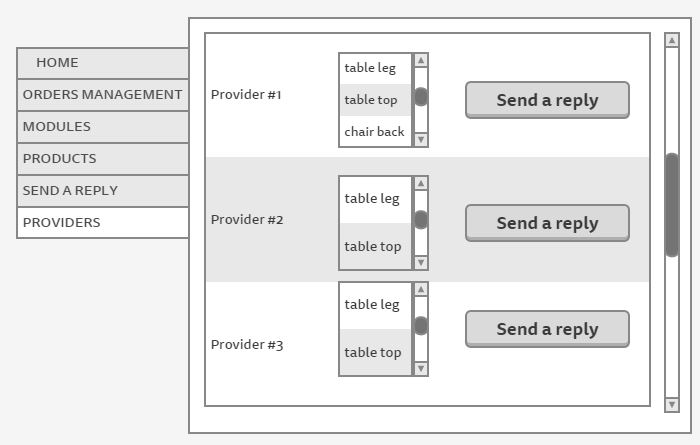 HOME
ORDERS MANAGEMENT
MODULES
PRODUCTS
SEND A REPLY
PROVIDERS
Provider #1
table leg
table top
chair back
Send a reply
Provider #2
table leg
table top
Send a reply
Provider #3
table leg
table top
Send a reply